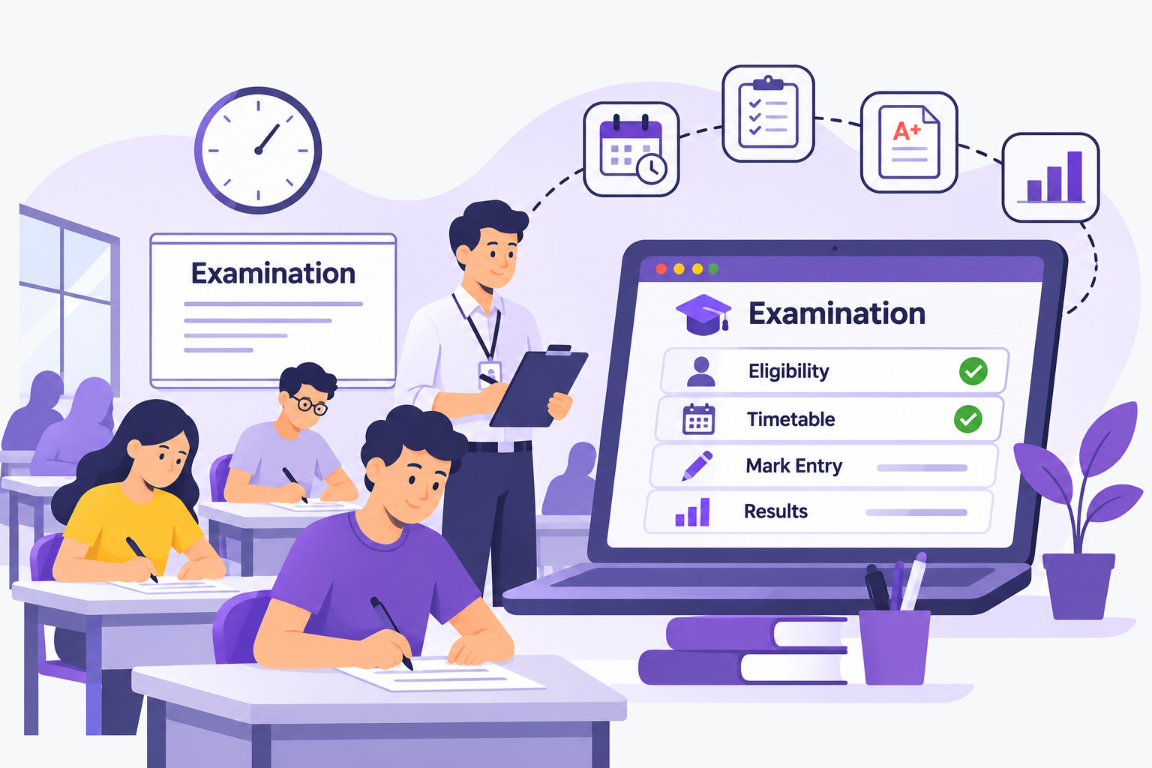 Examination
A+
Examination
Eligibility
Timetable
Mark Entry
Results